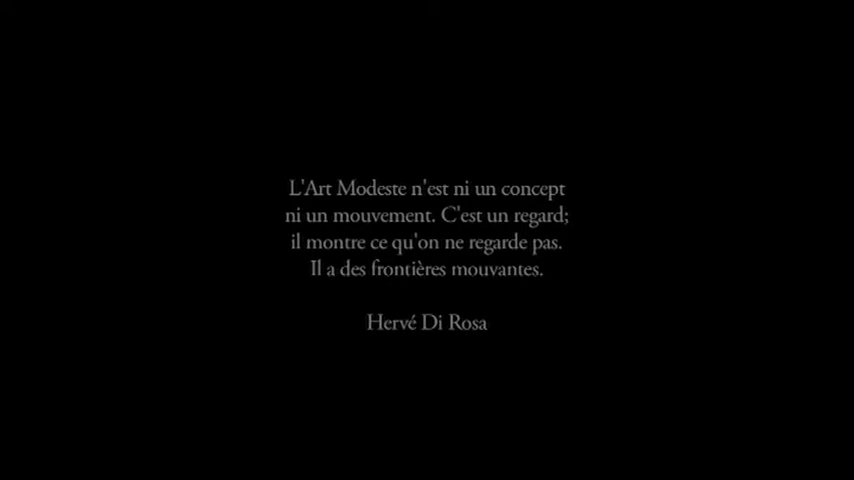 L'Art Modeste n'est ni un concept
ni un mouvement. C'est un regard;
il montre ce qu'on ne regarde pas.
Il a des frontières mouvantes.
Hervé Di Rosa